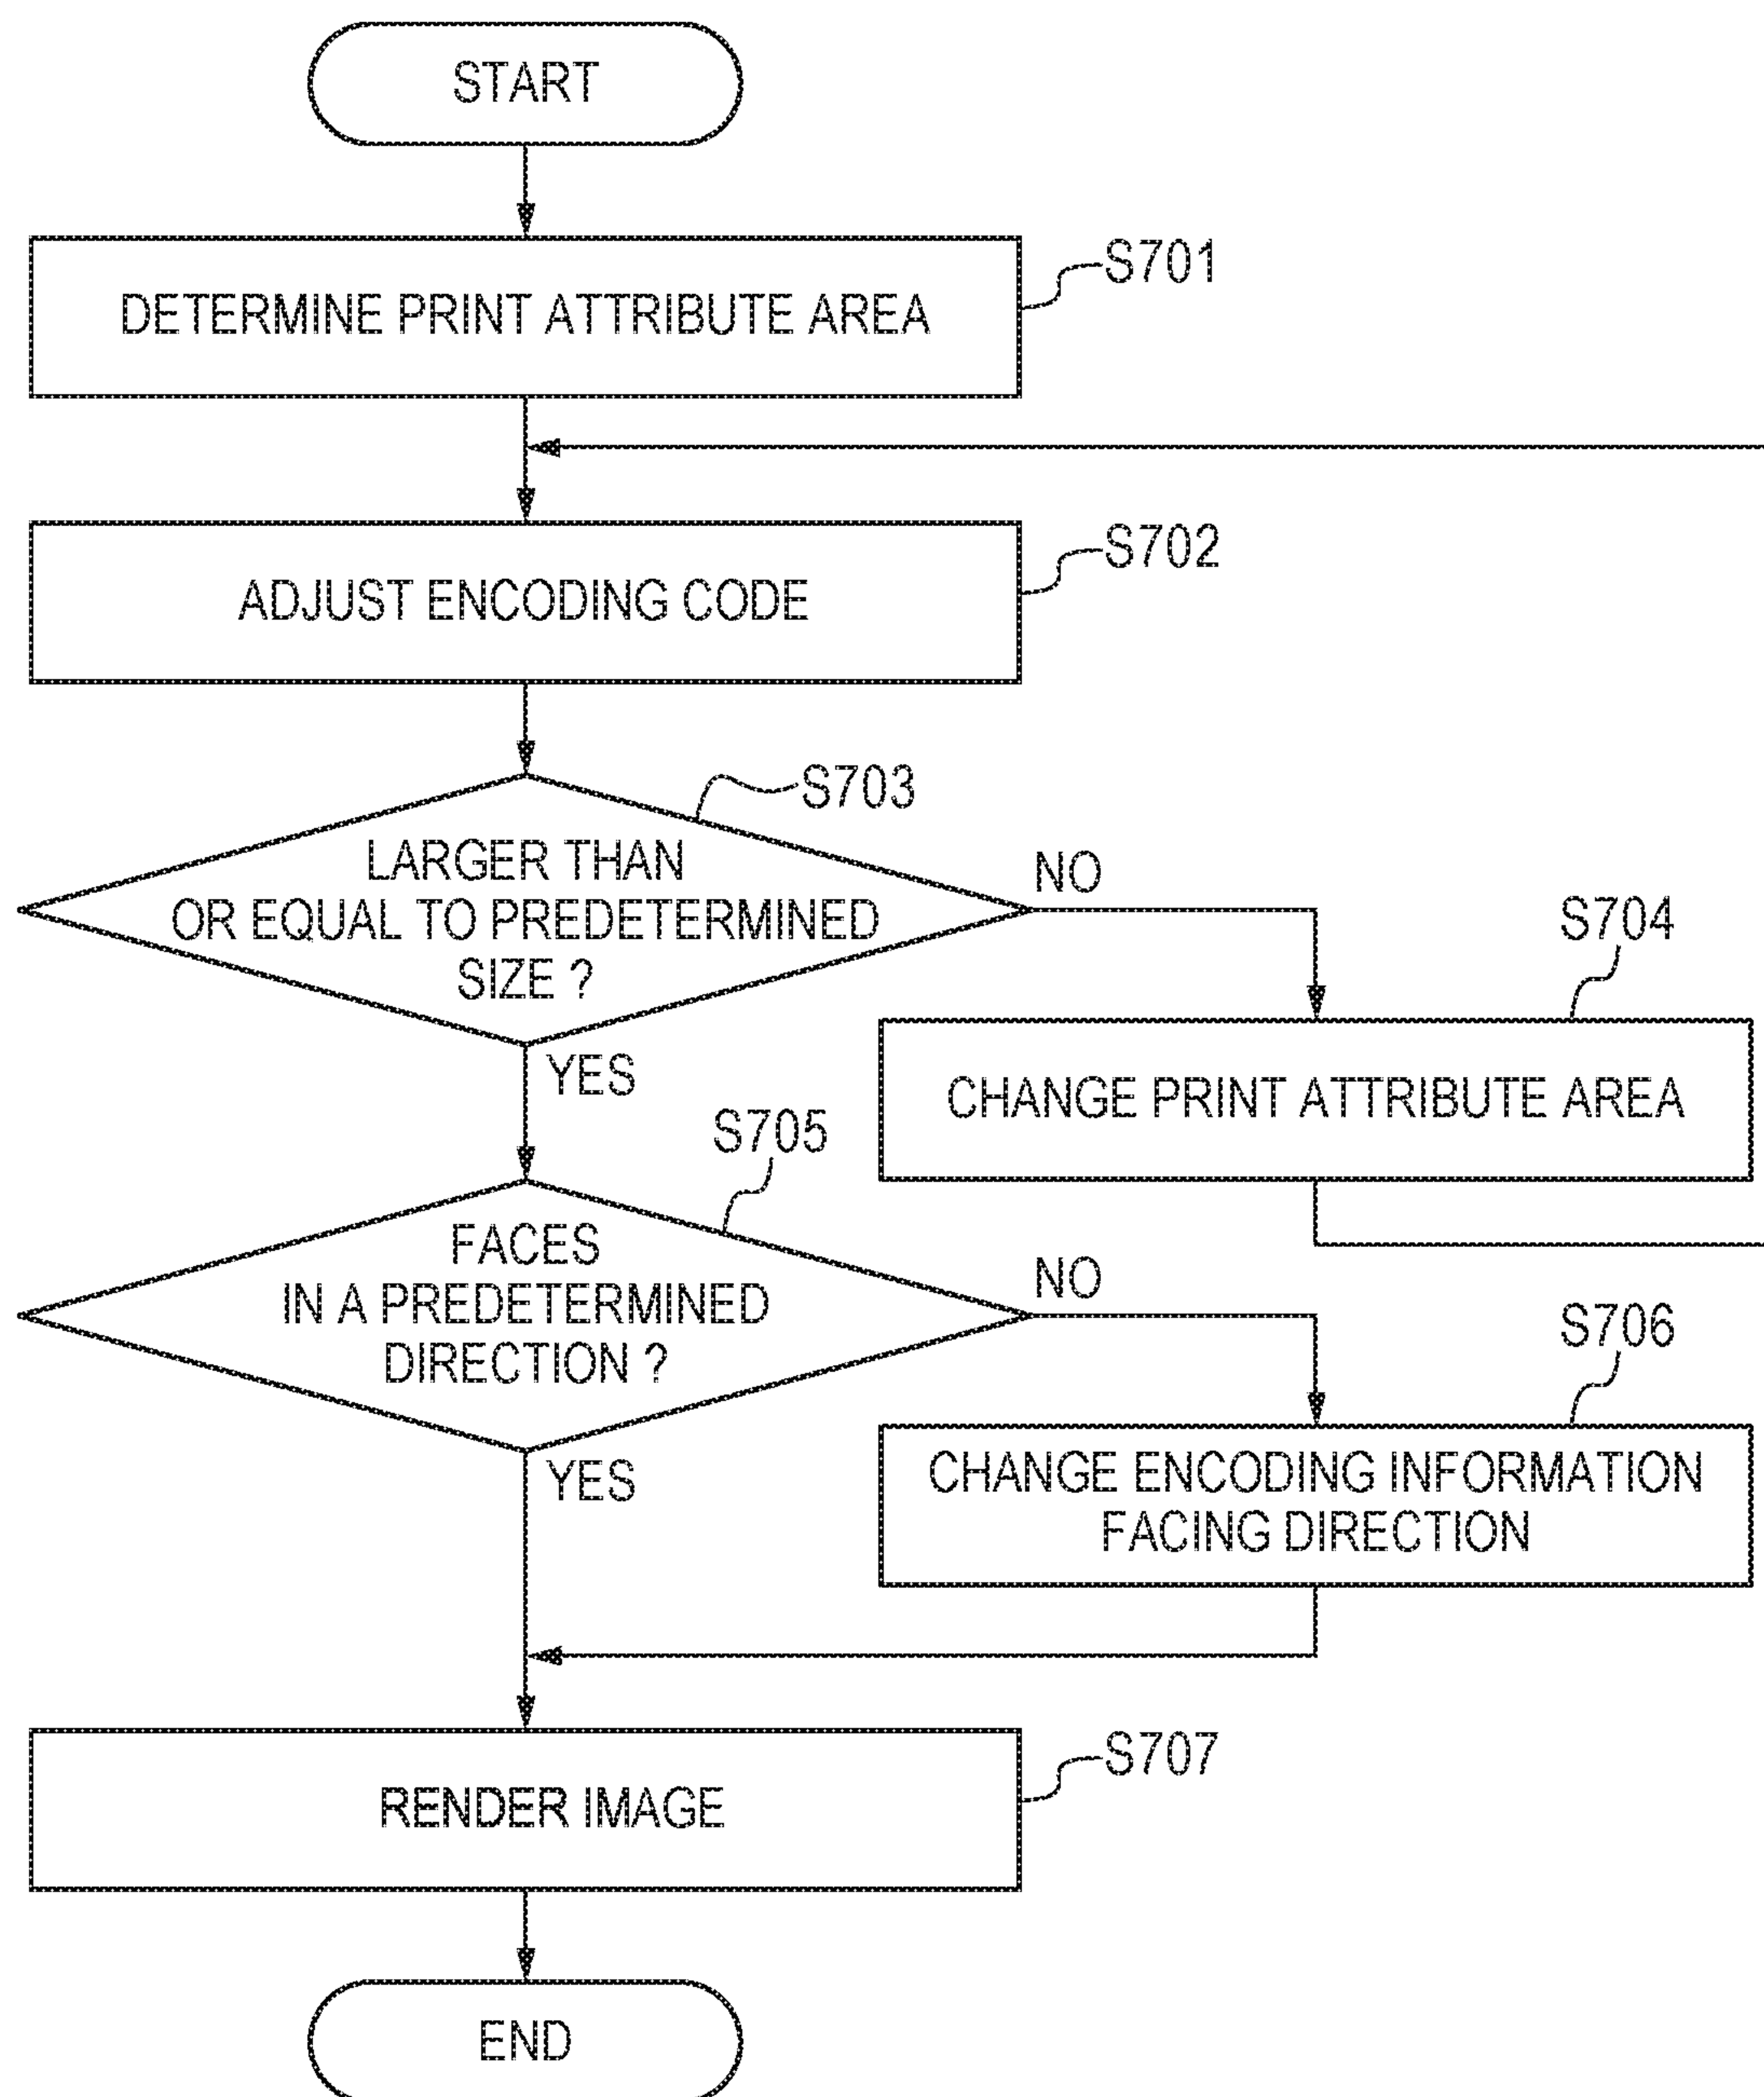 START
DETERMINE PRINT ATTRIBUTE AREA
S701
ADJUST ENCODING CODE
S702
S703
LARGER THAN
OR EQUAL TO PREDETERMINED
SIZE ?
NO
YES
S704
CHANGE PRINT ATTRIBUTE AREA
S705
FACES
IN A PREDETERMINED
DIRECTION ?
NO
YES
S706
CHANGE ENCODING INFORMATION
FACING DIRECTION
RENDER IMAGE
S707
END